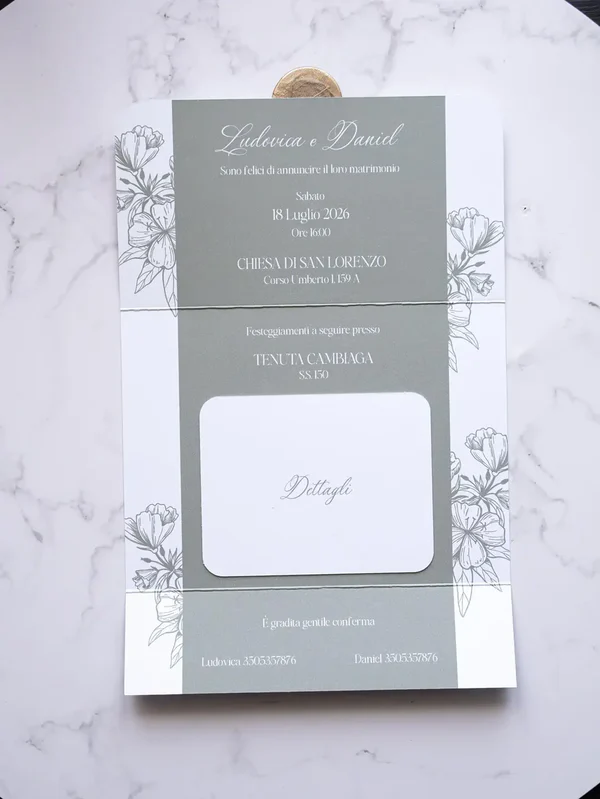 Ludovica e Daniel
Sono felici di annuncire il loro matrimonio
Sabato
18 Luglio 2026
Ore 16:00
CHIESA DI SAN LORENZO
Corso Umberto I, 159 A
Festeggiamenti a seguire presso
TENUTA CAMBIAGA
S.S. 150
Dettagli
È gradita gentile conferma
Ludovica 3505357876
Daniel 3505357876